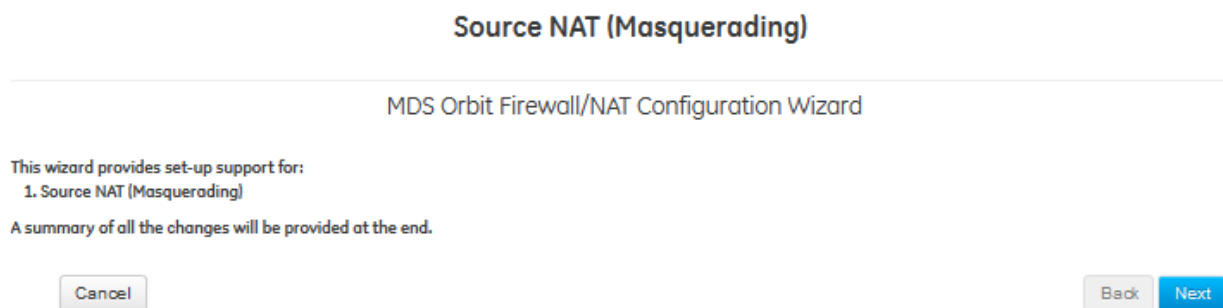 Source NAT (Masquerading)
MDS Orbit Firewall/NAT Configuration Wizard
This wizard provides set-up support for:
1. Source NAT (Masquerading)
A summary of all the changes will be provided at the end.
Cancel Back Next